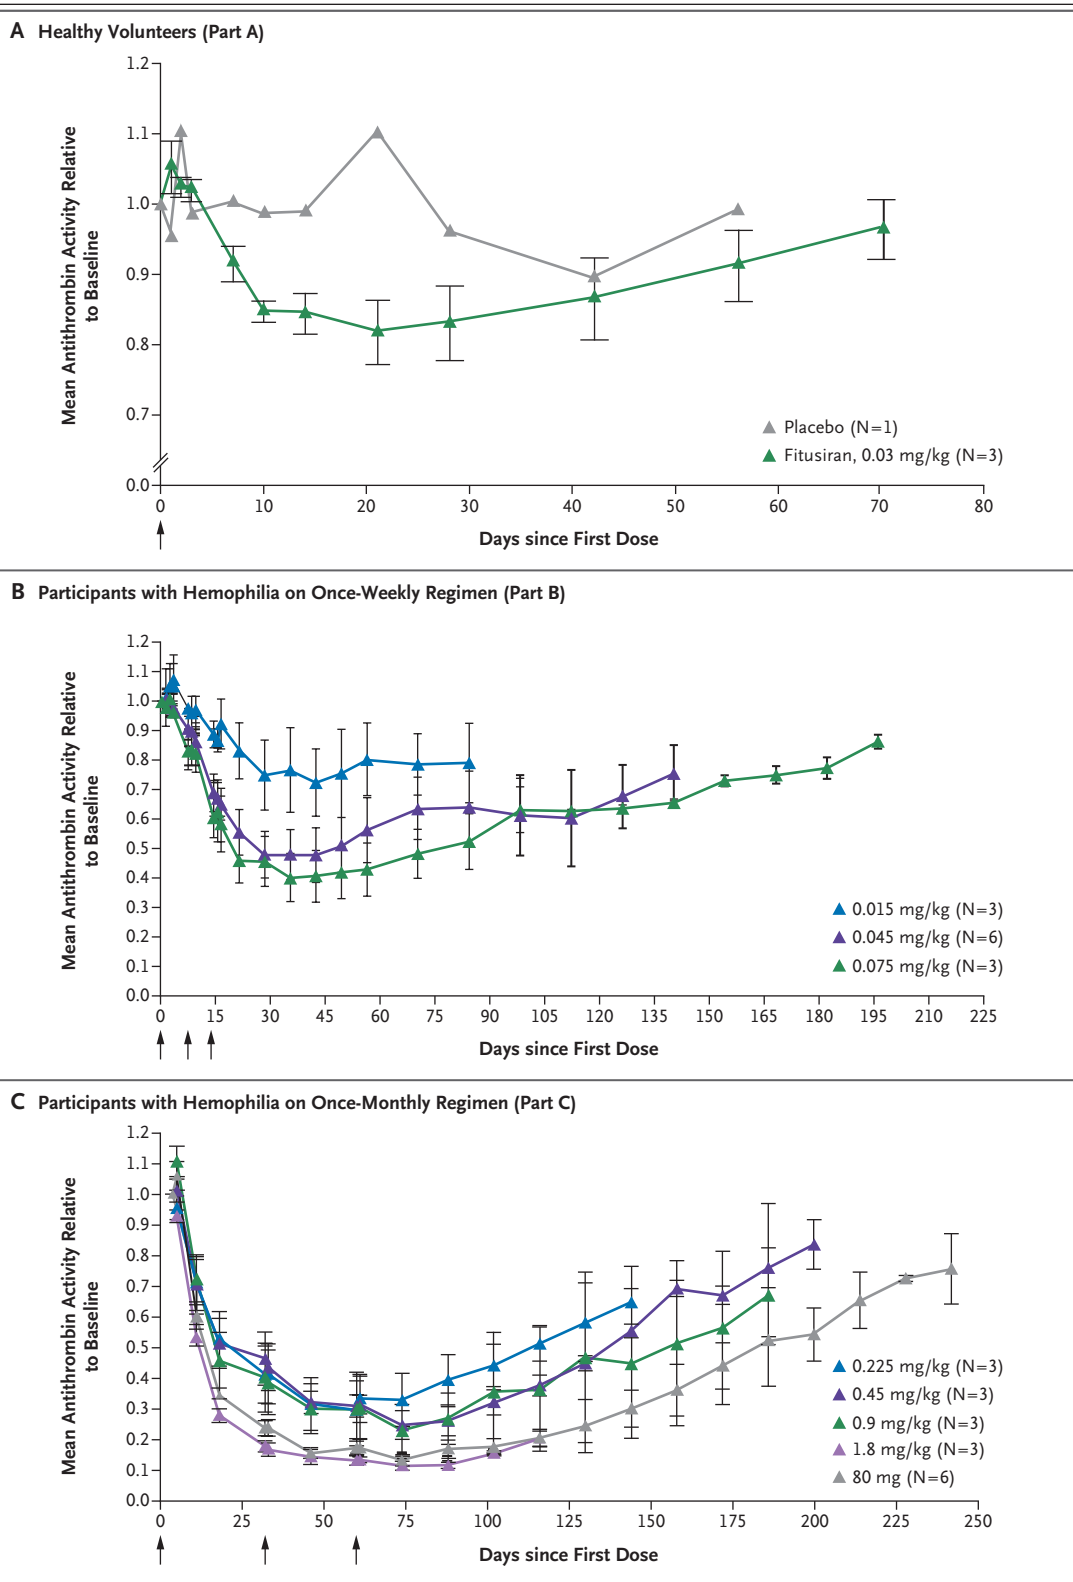 A Healthy Volunteers (Part A)
Mean Antithrombin Activity Relative
to Baseline
1.2
1.1
1.0
0.9
0.8
0.7
0.0
0 10 20 30 40 50 60 70 80
Days since First Dose
Placebo (N=1)
Fitusiran, 0.03 mg/kg (N=3)
B Participants with Hemophilia on Once-Weekly Regimen (Part B)
Mean Antithrombin Activity Relative
to Baseline
1.2
1.1
1.0
0.9
0.8
0.7
0.6
0.5
0.4
0.3
0.2
0.1
0.0
0 15 30 45 60 75 90 105 120 135 150 165 180 195 210 225
Days since First Dose
0.015 mg/kg (N=3)
0.045 mg/kg (N=6)
0.075 mg/kg (N=3)
C Participants with Hemophilia on Once-Monthly Regimen (Part C)
Mean Antithrombin Activity Relative
to Baseline
1.2
1.1
1.0
0.9
0.8
0.7
0.6
0.5
0.4
0.3
0.2
0.1
0.0
0 25 50 75 100 125 150 175 200 225 250
Days since First Dose
0.225 mg/kg (N=3)
0.45 mg/kg (N=3)
0.9 mg/kg (N=3)
1.8 mg/kg (N=3)
80 mg (N=6)